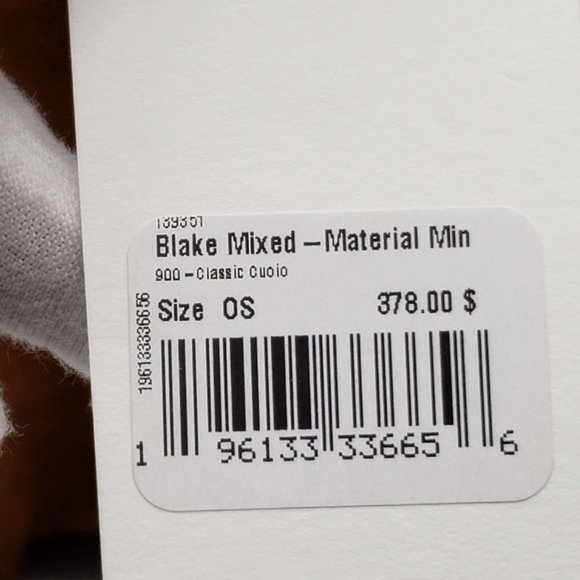 139351
Blake Mixed – Material Min
900 – Classic Cuoio
Size OS 378.00 $
196133336656
1 96133 33665 6